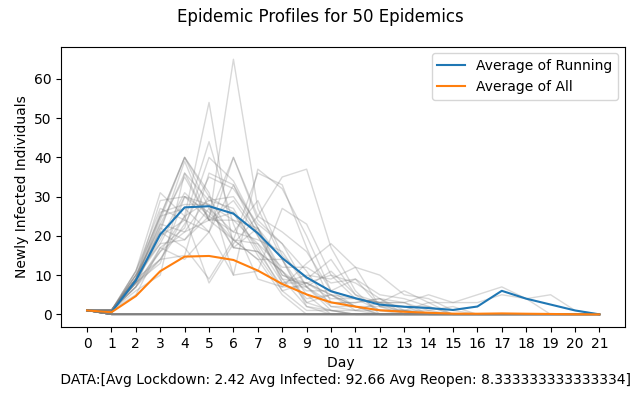 Epidemic Profiles for 50 Epidemics
Average of Running
Average of All
Newly Infected Individuals
60
50
40
30
20
10
0
0 1 2 3 4 5 6 7 8 9 10 11 12 13 14 15 16 17 18 19 20 21
Day
DATA:[Avg Lockdown: 2.42 Avg Infected: 92.66 Avg Reopen: 8.333333333333334]